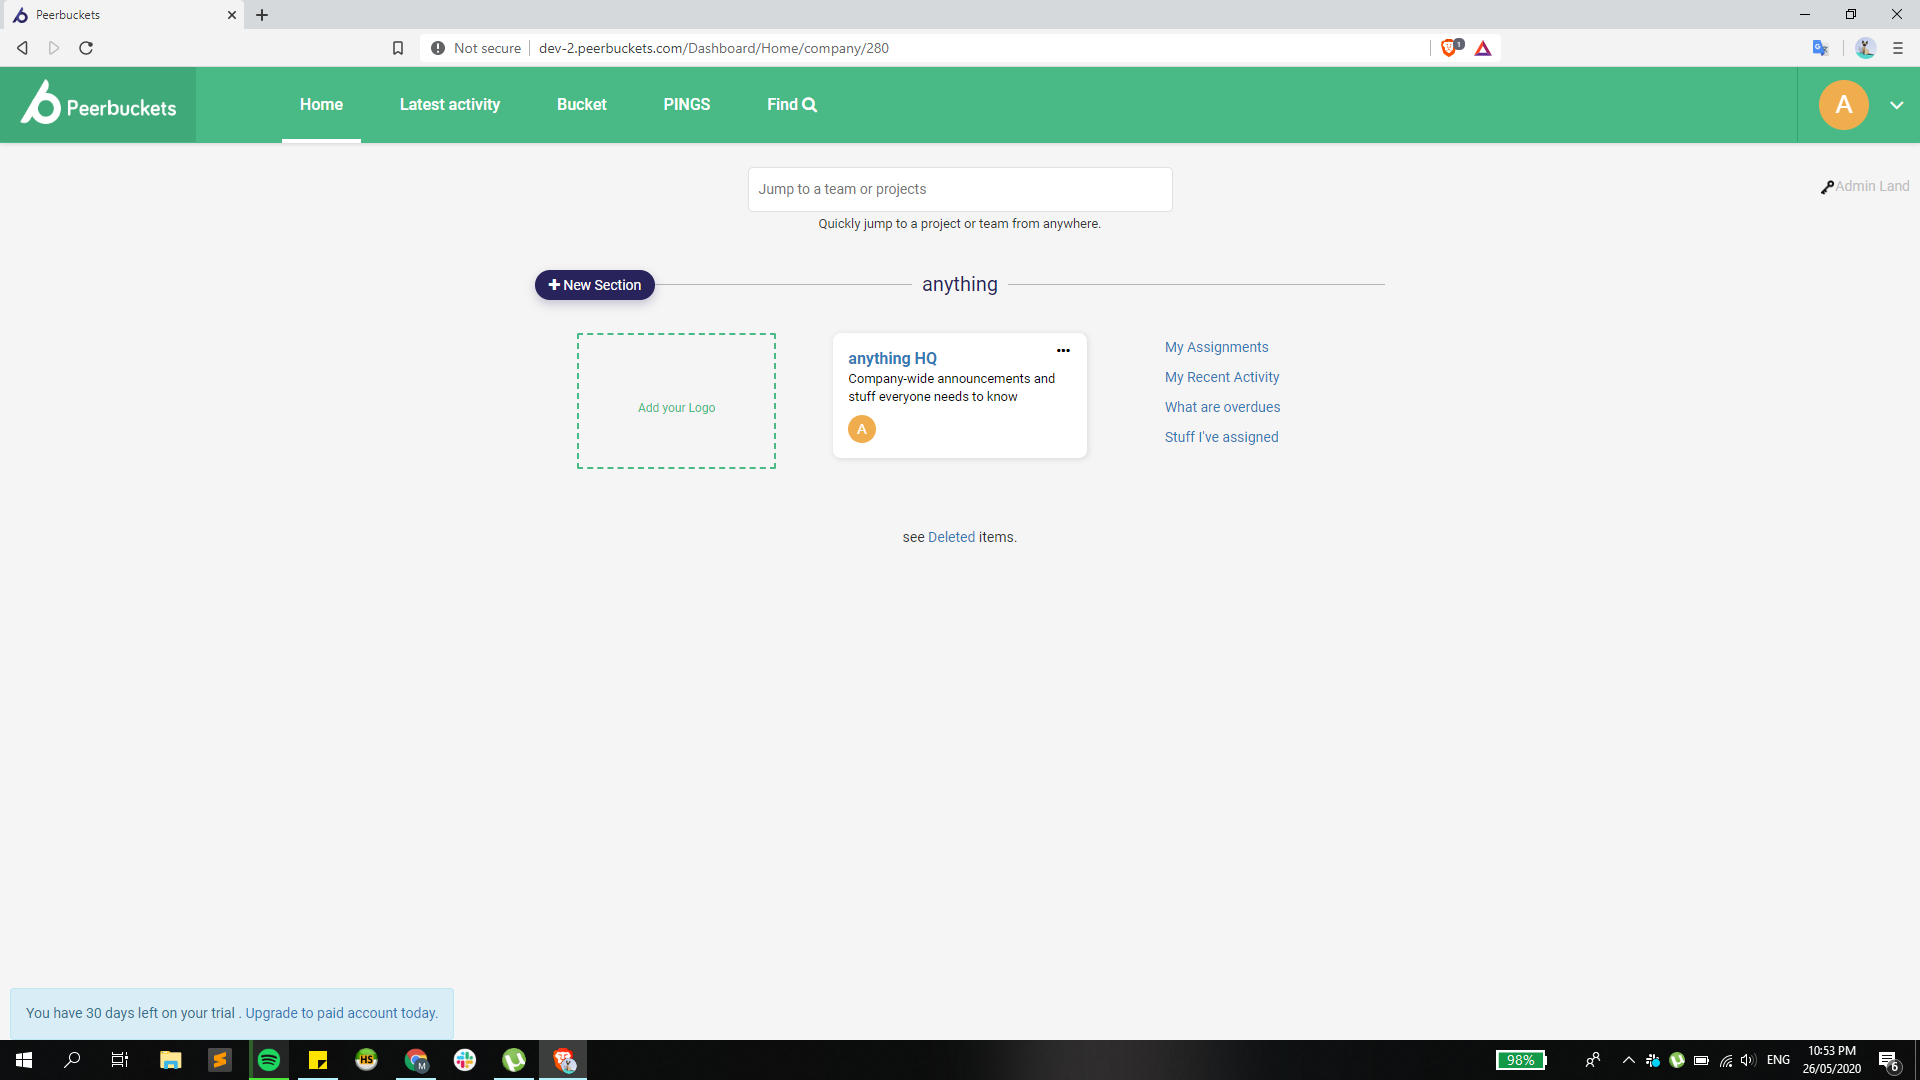 Peerbuckets
Not secure
dev-2.peerbuckets.com/Dashboard/Home/company/280
1
Peerbuckets
Home
Latest activity
Bucket
PINGS
Find
A
Jump to a team or projects
Quickly jump to a project or team from anywhere.
Admin Land
New Section
anything
Add your Logo
anything HQ
Company-wide announcements and
stuff everyone needs to know
A
My Assignments
My Recent Activity
What are overdues
Stuff I've assigned
see Deleted items.
You have 30 days left on your trial . Upgrade to paid account today.
HS
M
98%
ENG
10:53 PM
26/05/2020
6